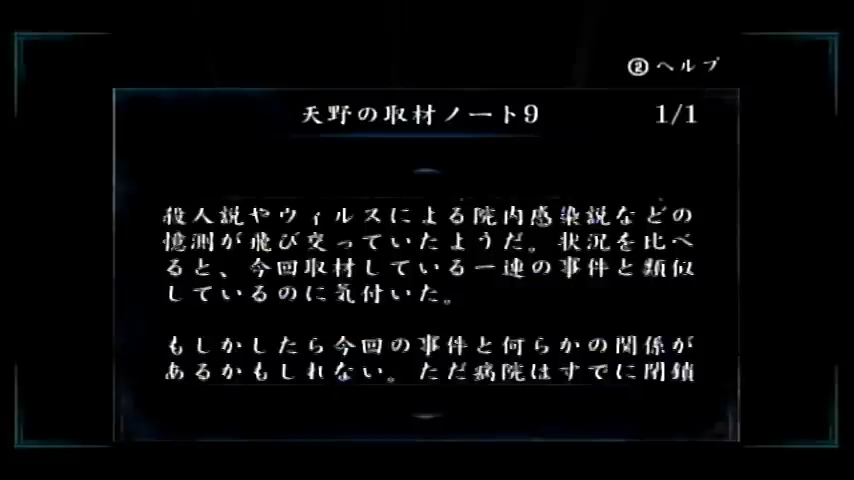 ②ヘルプ
天野の取材ノート9 1/1
殺人説やウィルスによる院内感染説などの
憶測が飛び交っていたようだ。状況を比べ
ると、今回取材している一連の事件と類似
しているのに気付いた。
もしかしたら今回の事件と何らかの関係が
あるかもしれない。ただ病院はすでに閉鎖